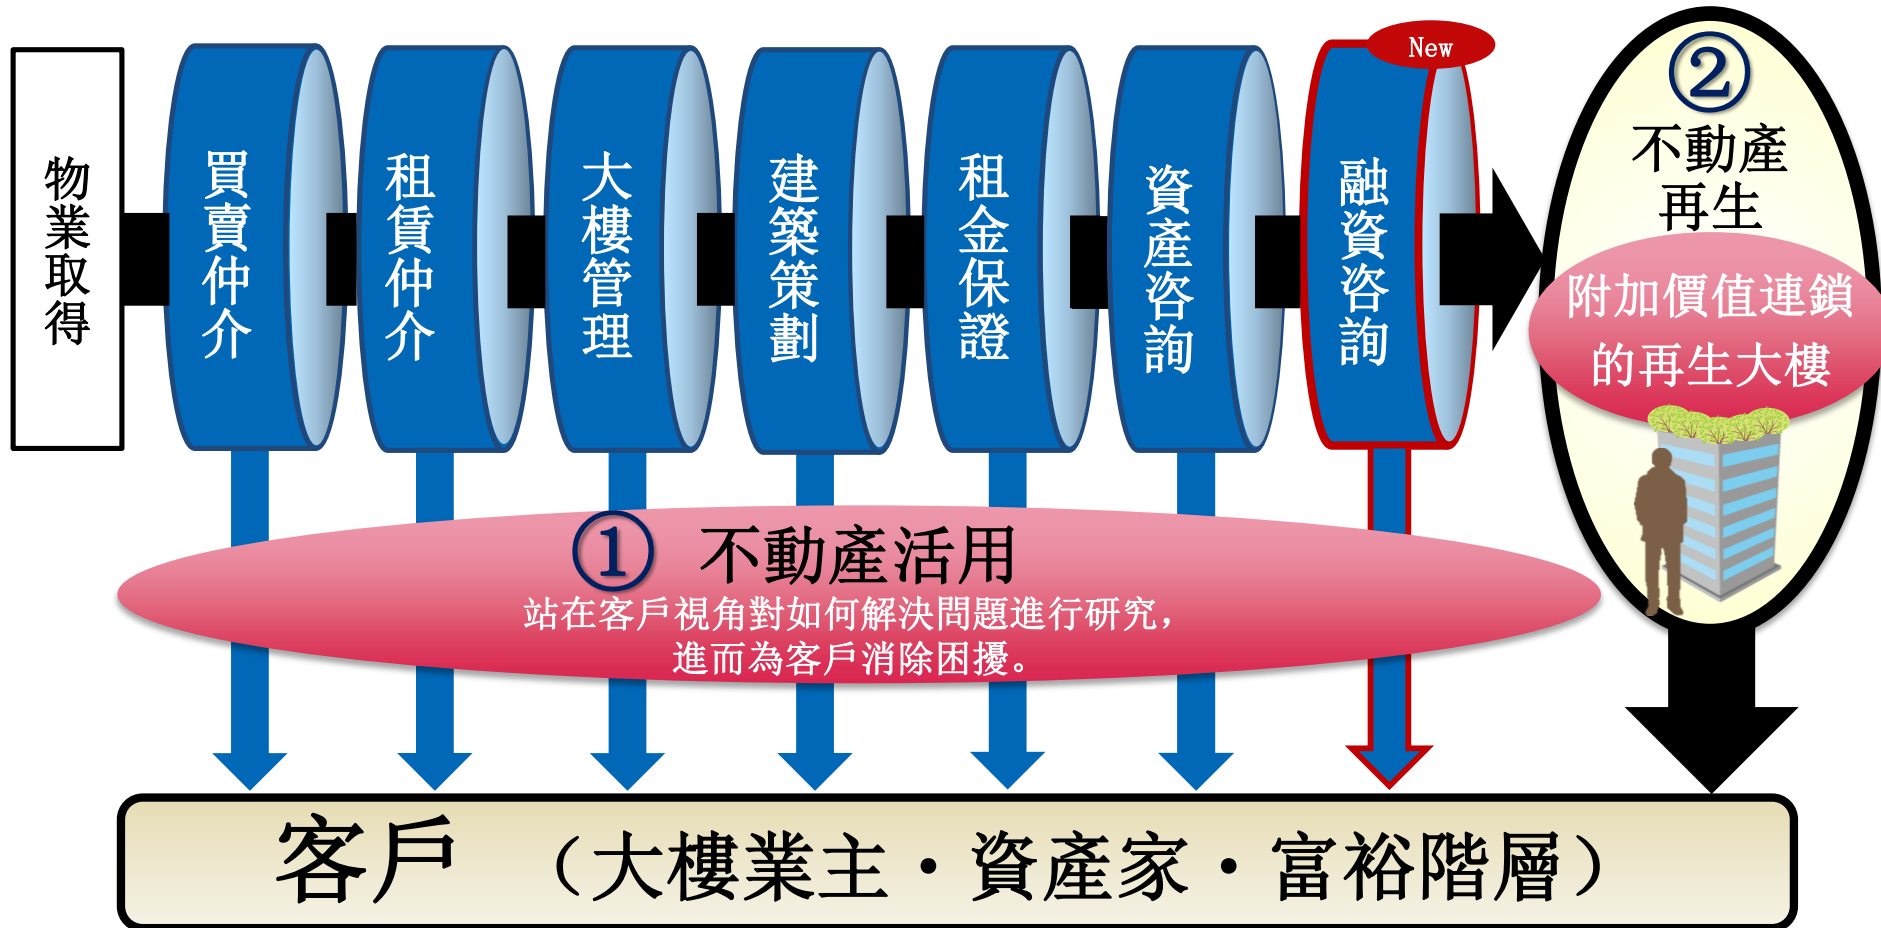 物業取得
買賣仲介
租賃仲介
大樓管理
建築策劃
租金保證
資產咨詢
融資咨詢
New
②
不動產
再生
附加價值連鎖
的再生大樓
① 不動產活用
站在客戶視角對如何解決問題進行研究，
進而為客戶消除困擾。
客戶（大樓業主・資產家・富裕階層）